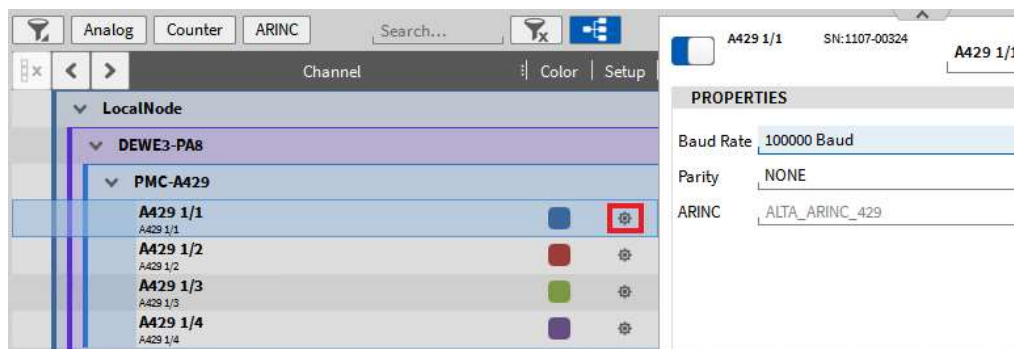 Analog Counter ARINC Search...
Channel Color Setup
LocalNode
DEWE3-PA8
PMC-A429
A429 1/1
A429 1/1
A429 1/2
A429 1/2
A429 1/3
A429 1/3
A429 1/4
A429 1/4
A429 1/1 SN:1107-00324 A429 1/1
PROPERTIES
Baud Rate 100000 Baud
Parity NONE
ARINC ALTA_ARINC_429